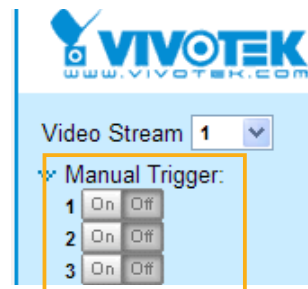 VIVOTEK
www.vivotek.com
Video Stream 1
Manual Trigger:
1 On Off
2 On Off
3 On Off